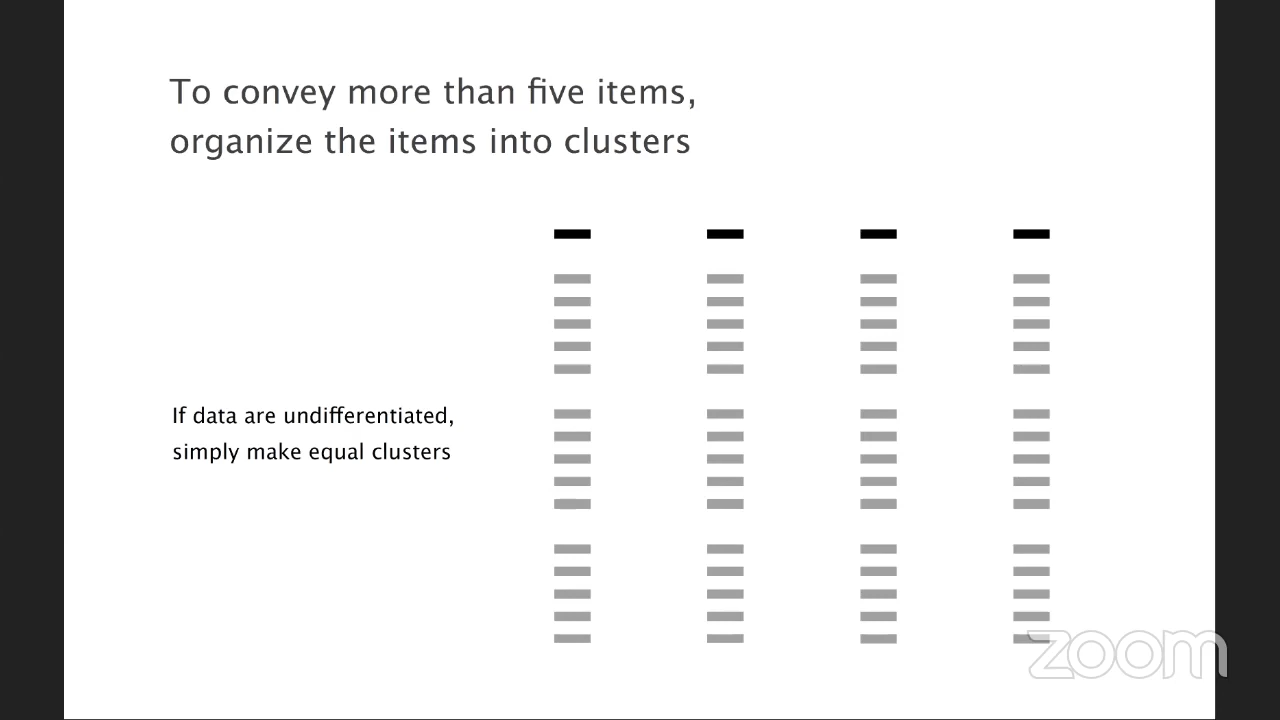 To convey more than five items,
organize the items into clusters
If data are undifferentiated,
simply make equal clusters
zoom